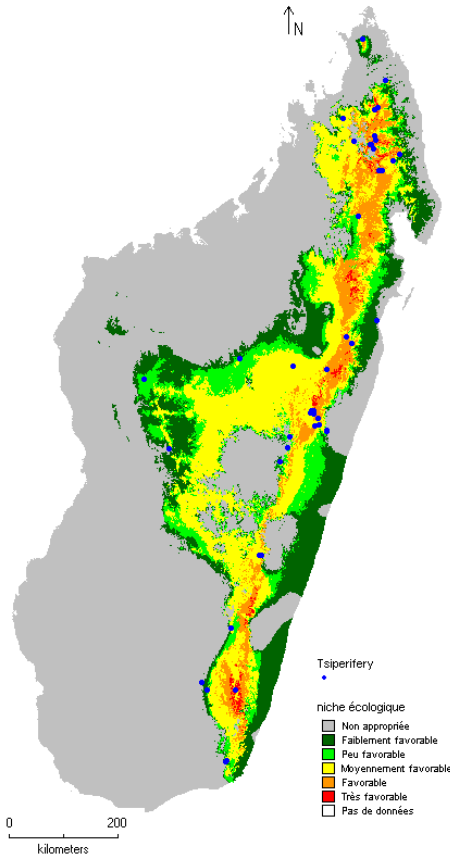 N
Tsiperifery
niche écologique
Non appropriée
Faiblement favorable
Peu favorable
Moyennement favorable
Favorable
Très favorable
Pas de données
0 200
kilometers